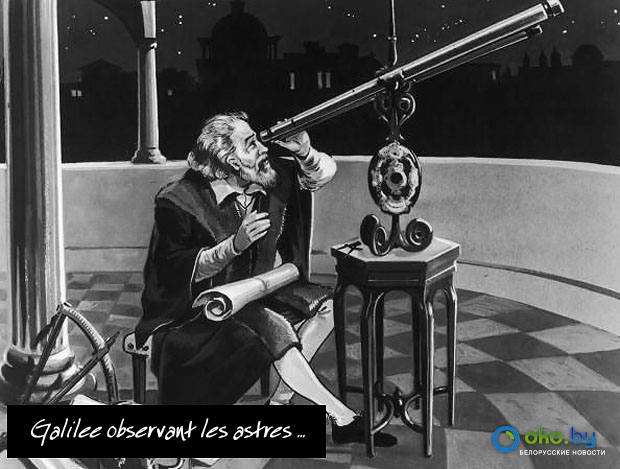 Galilee observant les astres ...
oko.by
БЕЛОРУССКИЕ НОВОСТИ